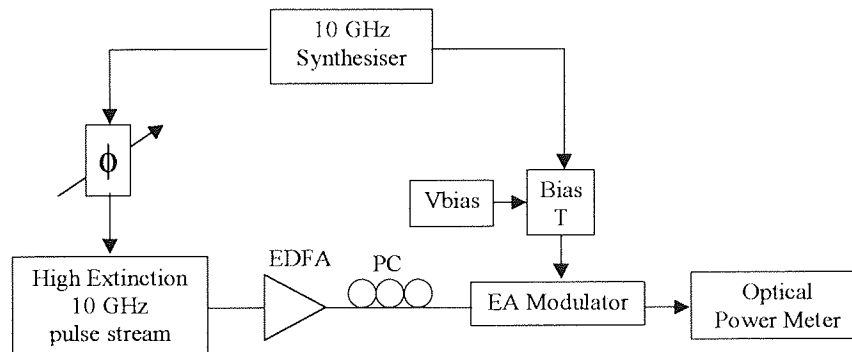 10 GHz
Synthesiser
ϕ
Vbias
Bias
T
EDFA
PC
High Extinction
10 GHz
pulse stream
EA Modulator
Optical
Power Meter